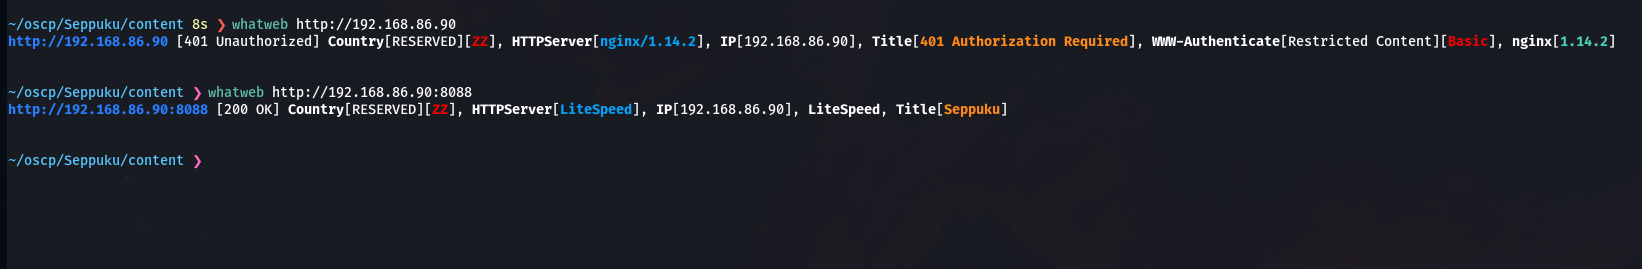 ~/oscp/Seppuku/content 8s ❯ whatweb http://192.168.86.90
http://192.168.86.90 [401 Unauthorized] Country[RESERVED][ZZ], HTTPServer[nginx/1.14.2], IP[192.168.86.90], Title[401 Authorization Required], WWW-Authenticate[Restricted Content][Basic], nginx[1.14.2]
~/oscp/Seppuku/content ❯ whatweb http://192.168.86.90:8088
http://192.168.86.90:8088 [200 OK] Country[RESERVED][ZZ], HTTPServer[LiteSpeed], IP[192.168.86.90], LiteSpeed, Title[Seppuku]
~/oscp/Seppuku/content ❯